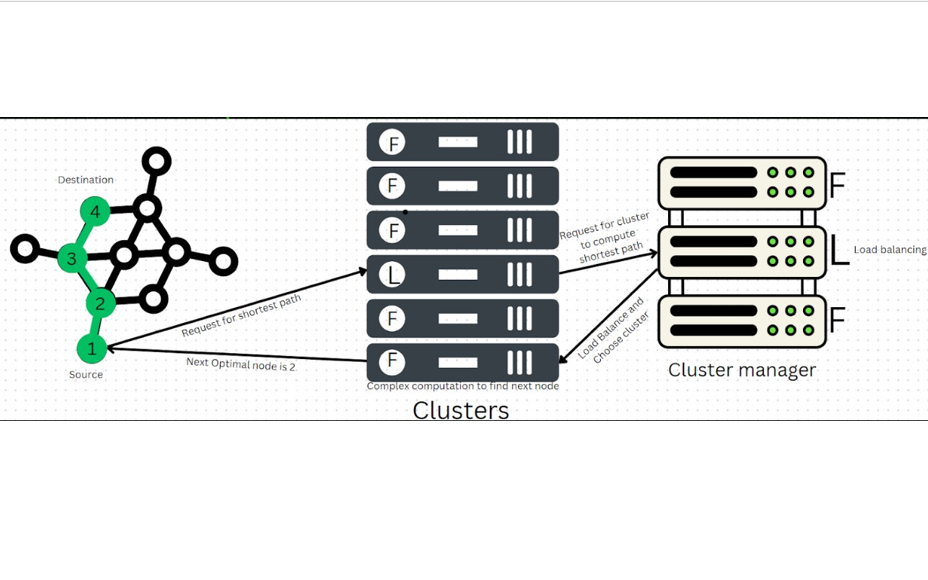 Destination
4
3
2
1
Source
Request for shortest path
Next Optimal node is 2
F
F
F
L
F
F
Complex computation to find next node
Clusters
Request for cluster
to compute
shortest path
Load Balance and
Choose cluster
F
L
Load balancing
F
Cluster manager